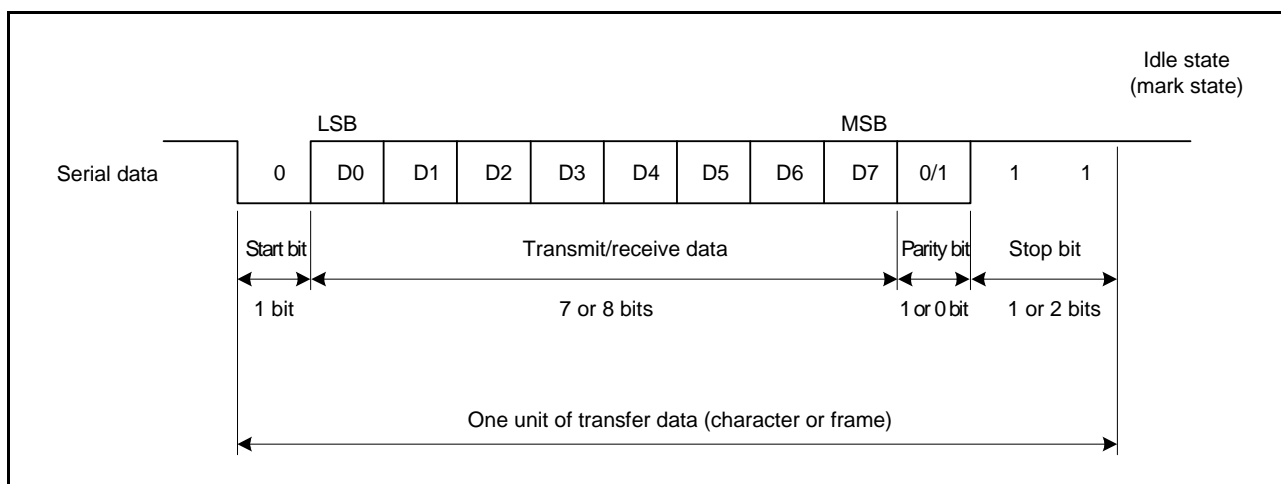 Idle state
(mark state)
LSB
MSB
Serial data
0 D0 D1 D2 D3 D4 D5 D6 D7 0/1 1 1
Start bit Transmit/receive data Parity bit Stop bit
1 bit 7 or 8 bits 1 or 0 bit 1 or 2 bits
One unit of transfer data (character or frame)